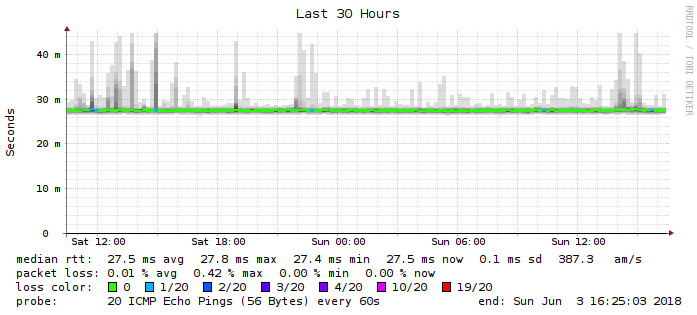 Last 30 Hours
RRDTOOL / TOBI OETIKER
Seconds
40 m
30 m
20 m
10 m
0
Sat 12:00 Sat 18:00 Sun 00:00 Sun 06:00 Sun 12:00
median rtt: 27.5 ms avg 27.8 ms max 27.4 ms min 27.5 ms now 0.1 ms sd 387.3 am/s
packet loss: 0.01 % avg 0.42 % max 0.00 % min 0.00 % now
loss color: 0 1/20 2/20 3/20 4/20 10/20 19/20
probe: 20 ICMP Echo Pings (56 Bytes) every 60s end: Sun Jun 3 16:25:03 2018